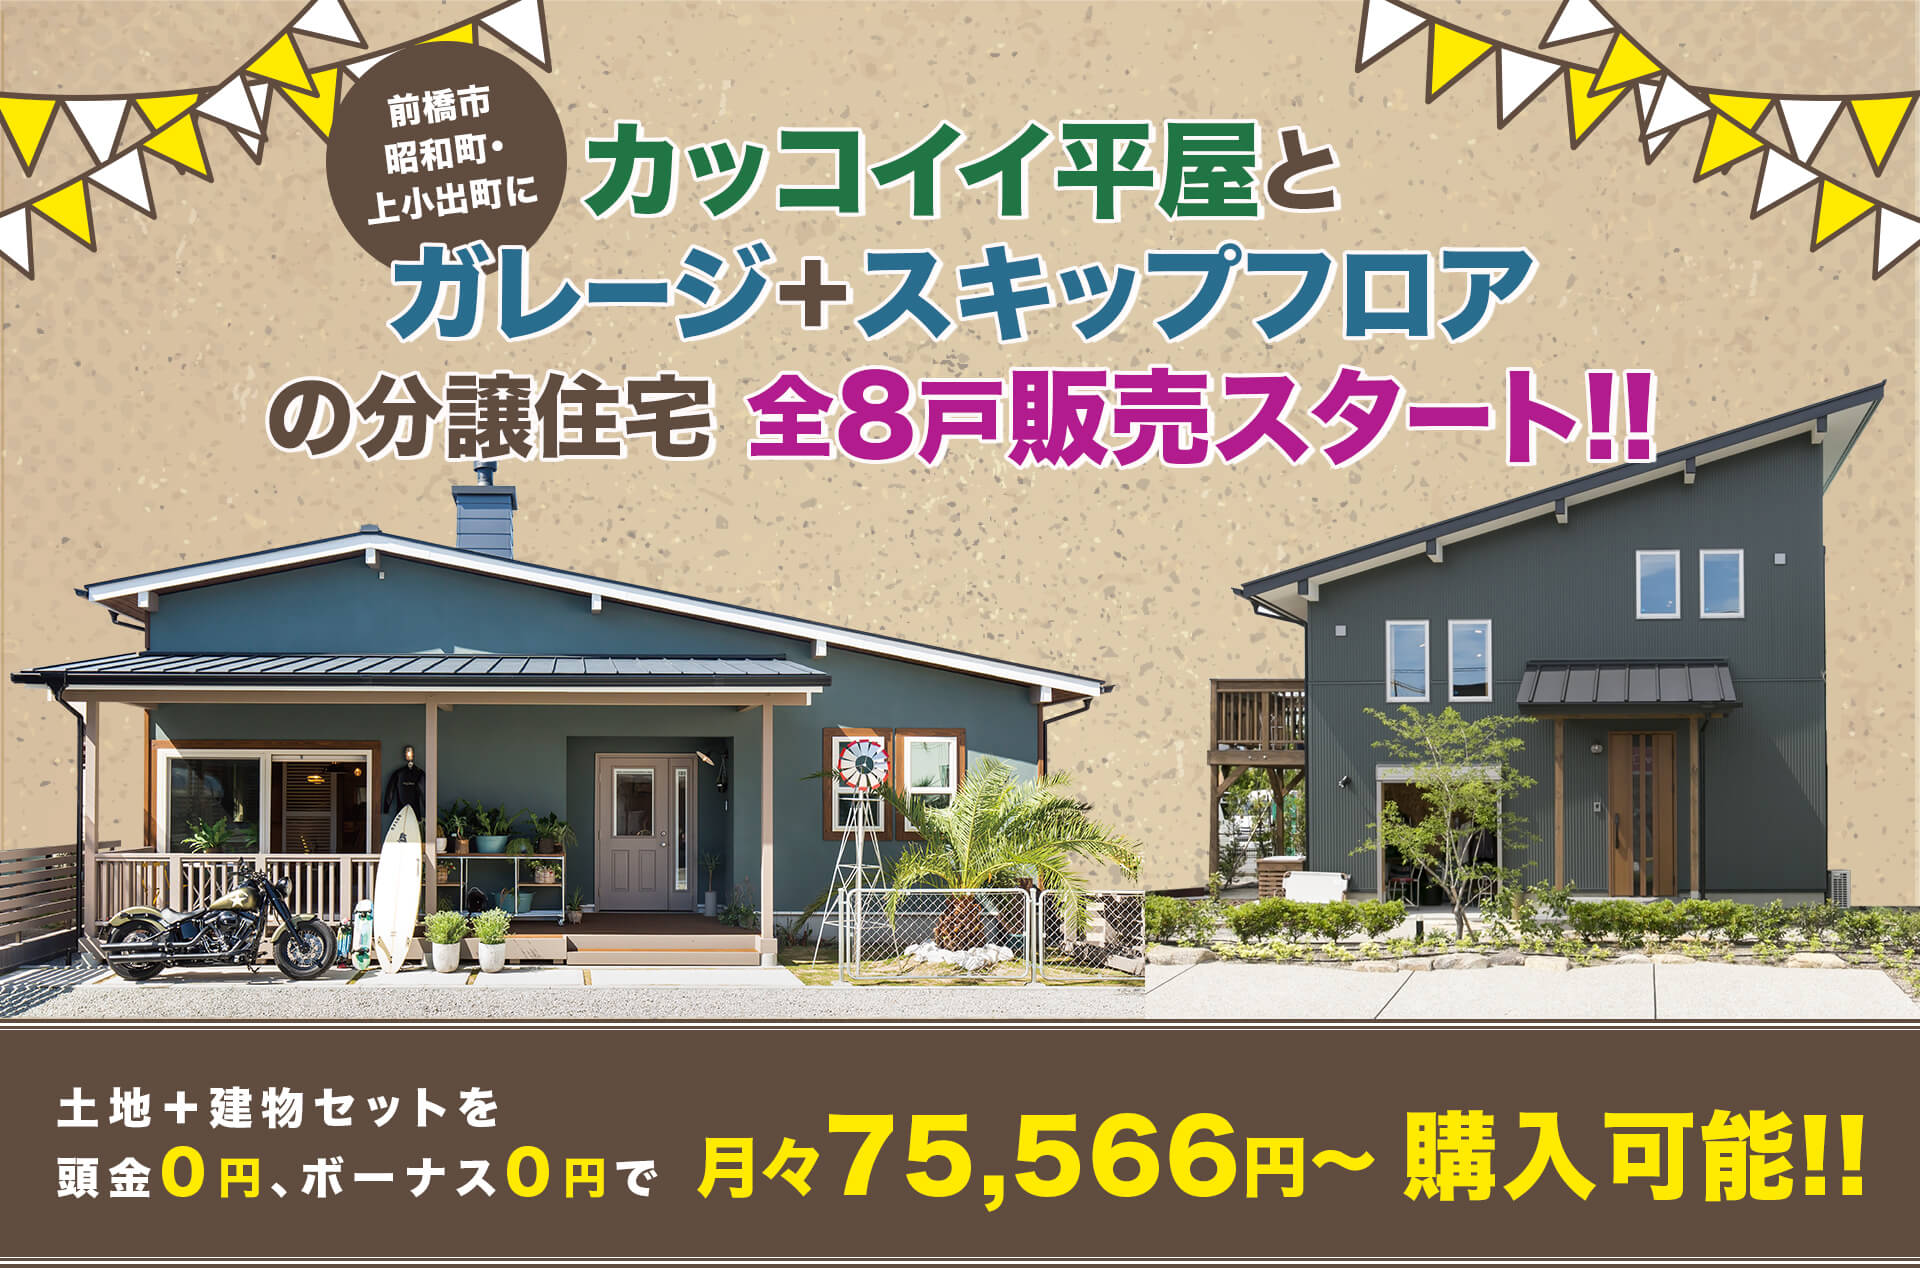 前橋市
昭和町・
上小出町に
カッコイイ平屋と
ガレージ+スキップフロア
の分譲住宅 全8戸販売スタート!!
土地+建物セットを
頭金0円、ボーナス0円で
月々75,566円〜 購入可能!!